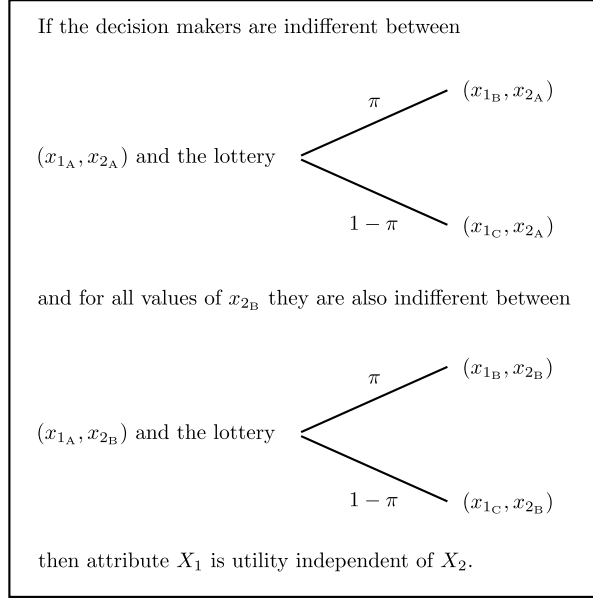 If the decision makers are indifferent between
π
(x_{1_B}, x_{2_A})
(x_{1_A}, x_{2_A}) and the lottery
1 − π
(x_{1_C}, x_{2_A})
and for all values of x_{2_B} they are also indifferent between
π
(x_{1_B}, x_{2_B})
(x_{1_A}, x_{2_B}) and the lottery
1 − π
(x_{1_C}, x_{2_B})
then attribute X_1 is utility independent of X_2.